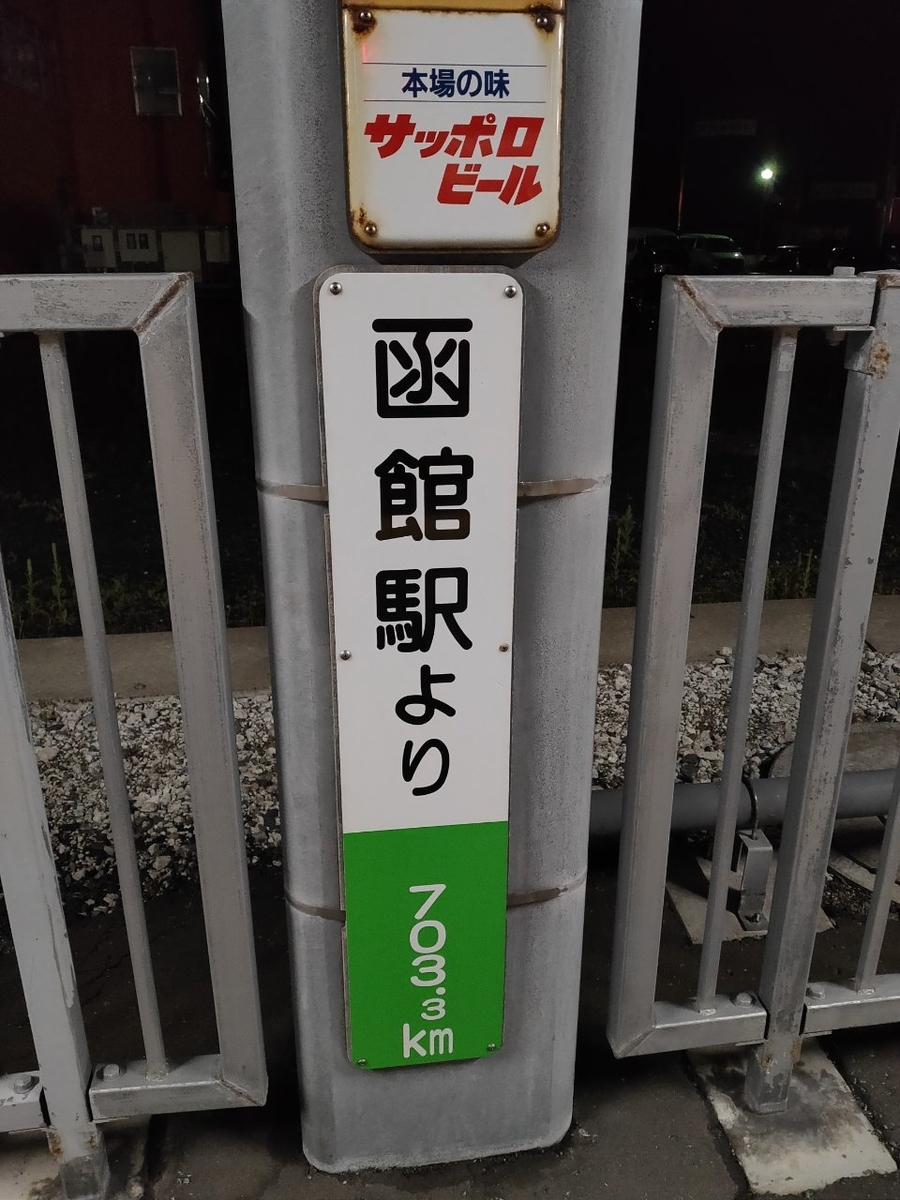 本場の味
サッポロ
ビール
函館駅より
703.3
km